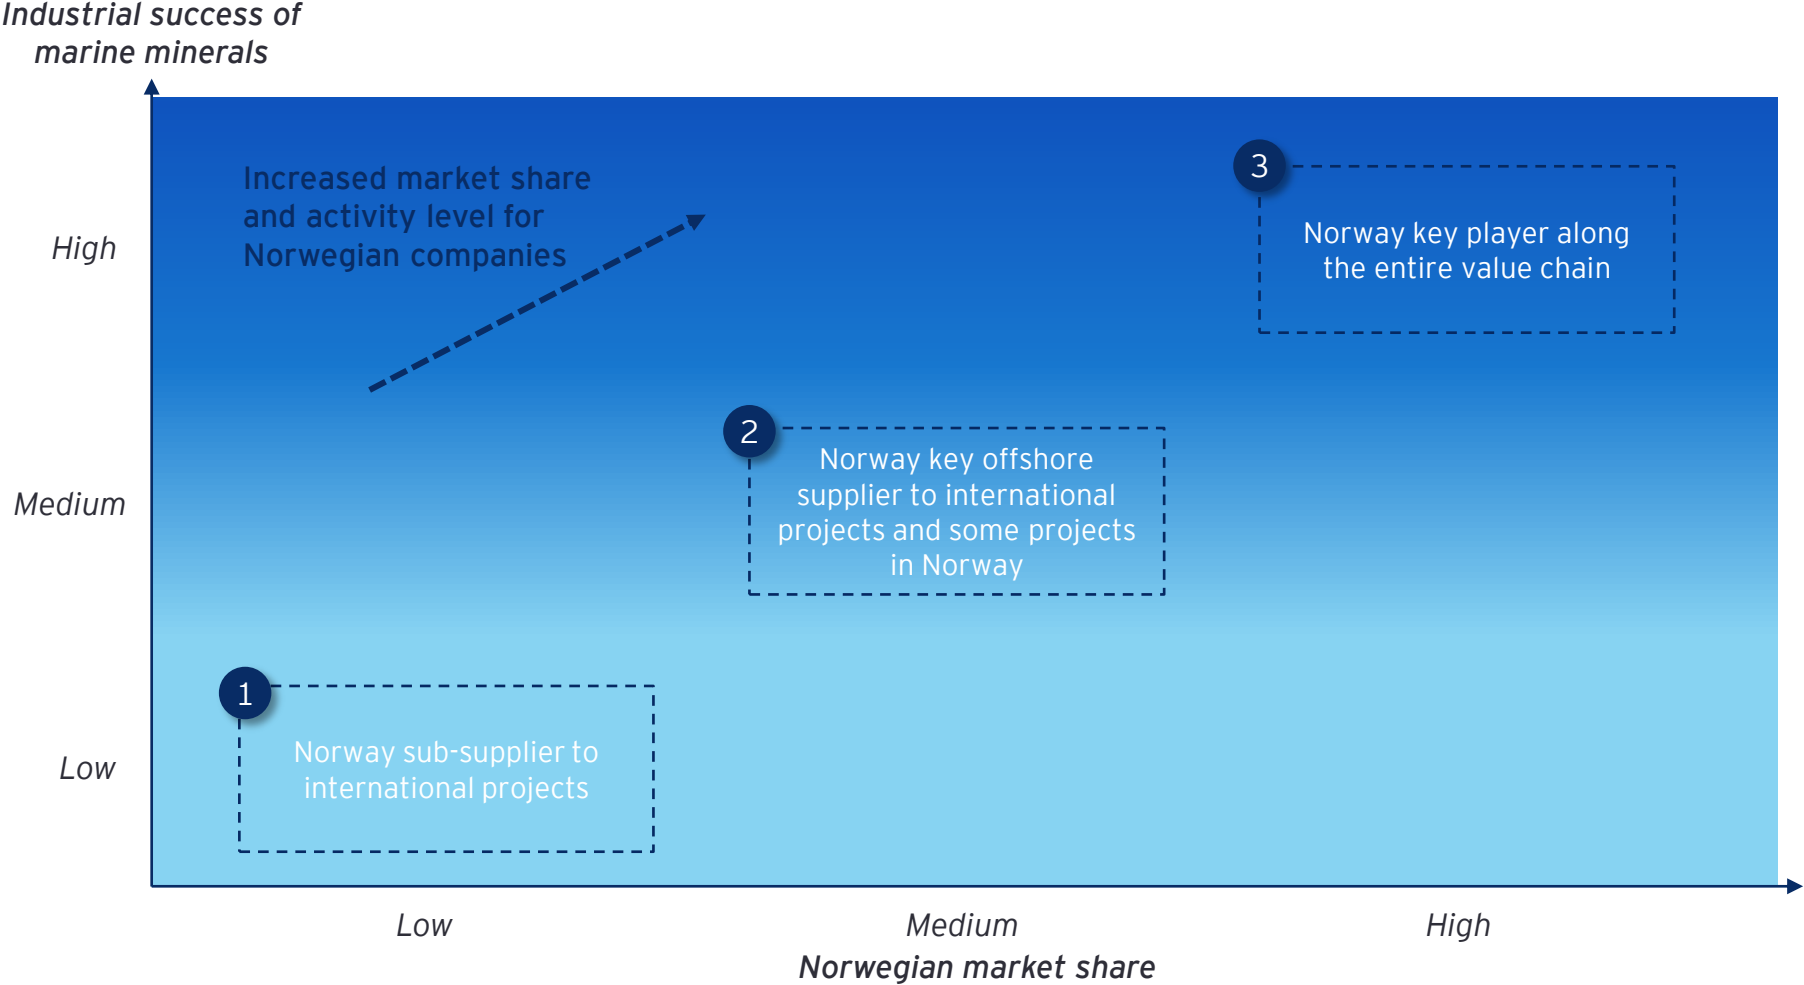 Industrial success of
marine minerals
Increased market share
and activity level for
Norwegian companies
3
Norway key player along
the entire value chain
High
2
Norway key offshore
supplier to international
projects and some projects
in Norway
Medium
1
Norway sub-supplier to
international projects
Low
Low
Medium
High
Norwegian market share